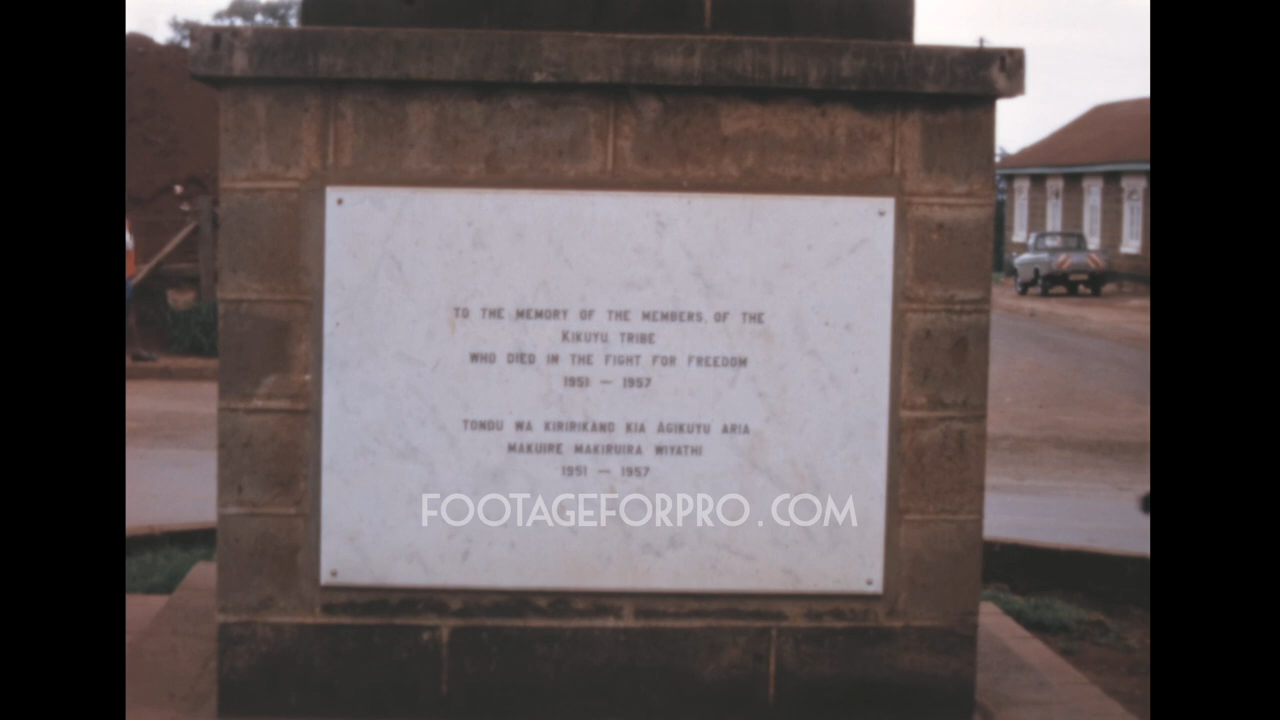 TO THE MEMORY OF THE MEMBERS OF THE
KIKUYU TRIBE
WHO DIED IN THE FIGHT FOR FREEDOM
1951 — 1957
TONDU WA KIRIRIKANO KIA AGIKUYU ARIA
MAKUIRE MAKIRUIRA WIYATHI
1951 — 1957
FOOTAGEFORPRO.COM